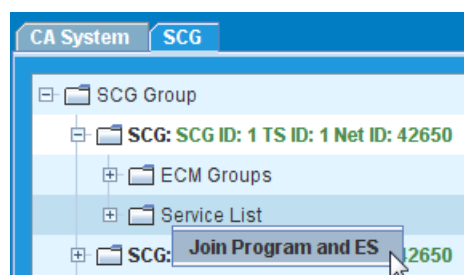 CA System SCG
SCG Group
SCG: SCG ID: 1 TS ID: 1 Net ID: 42650
ECM Groups
Service List
Join Program and ES
SCG: 2650